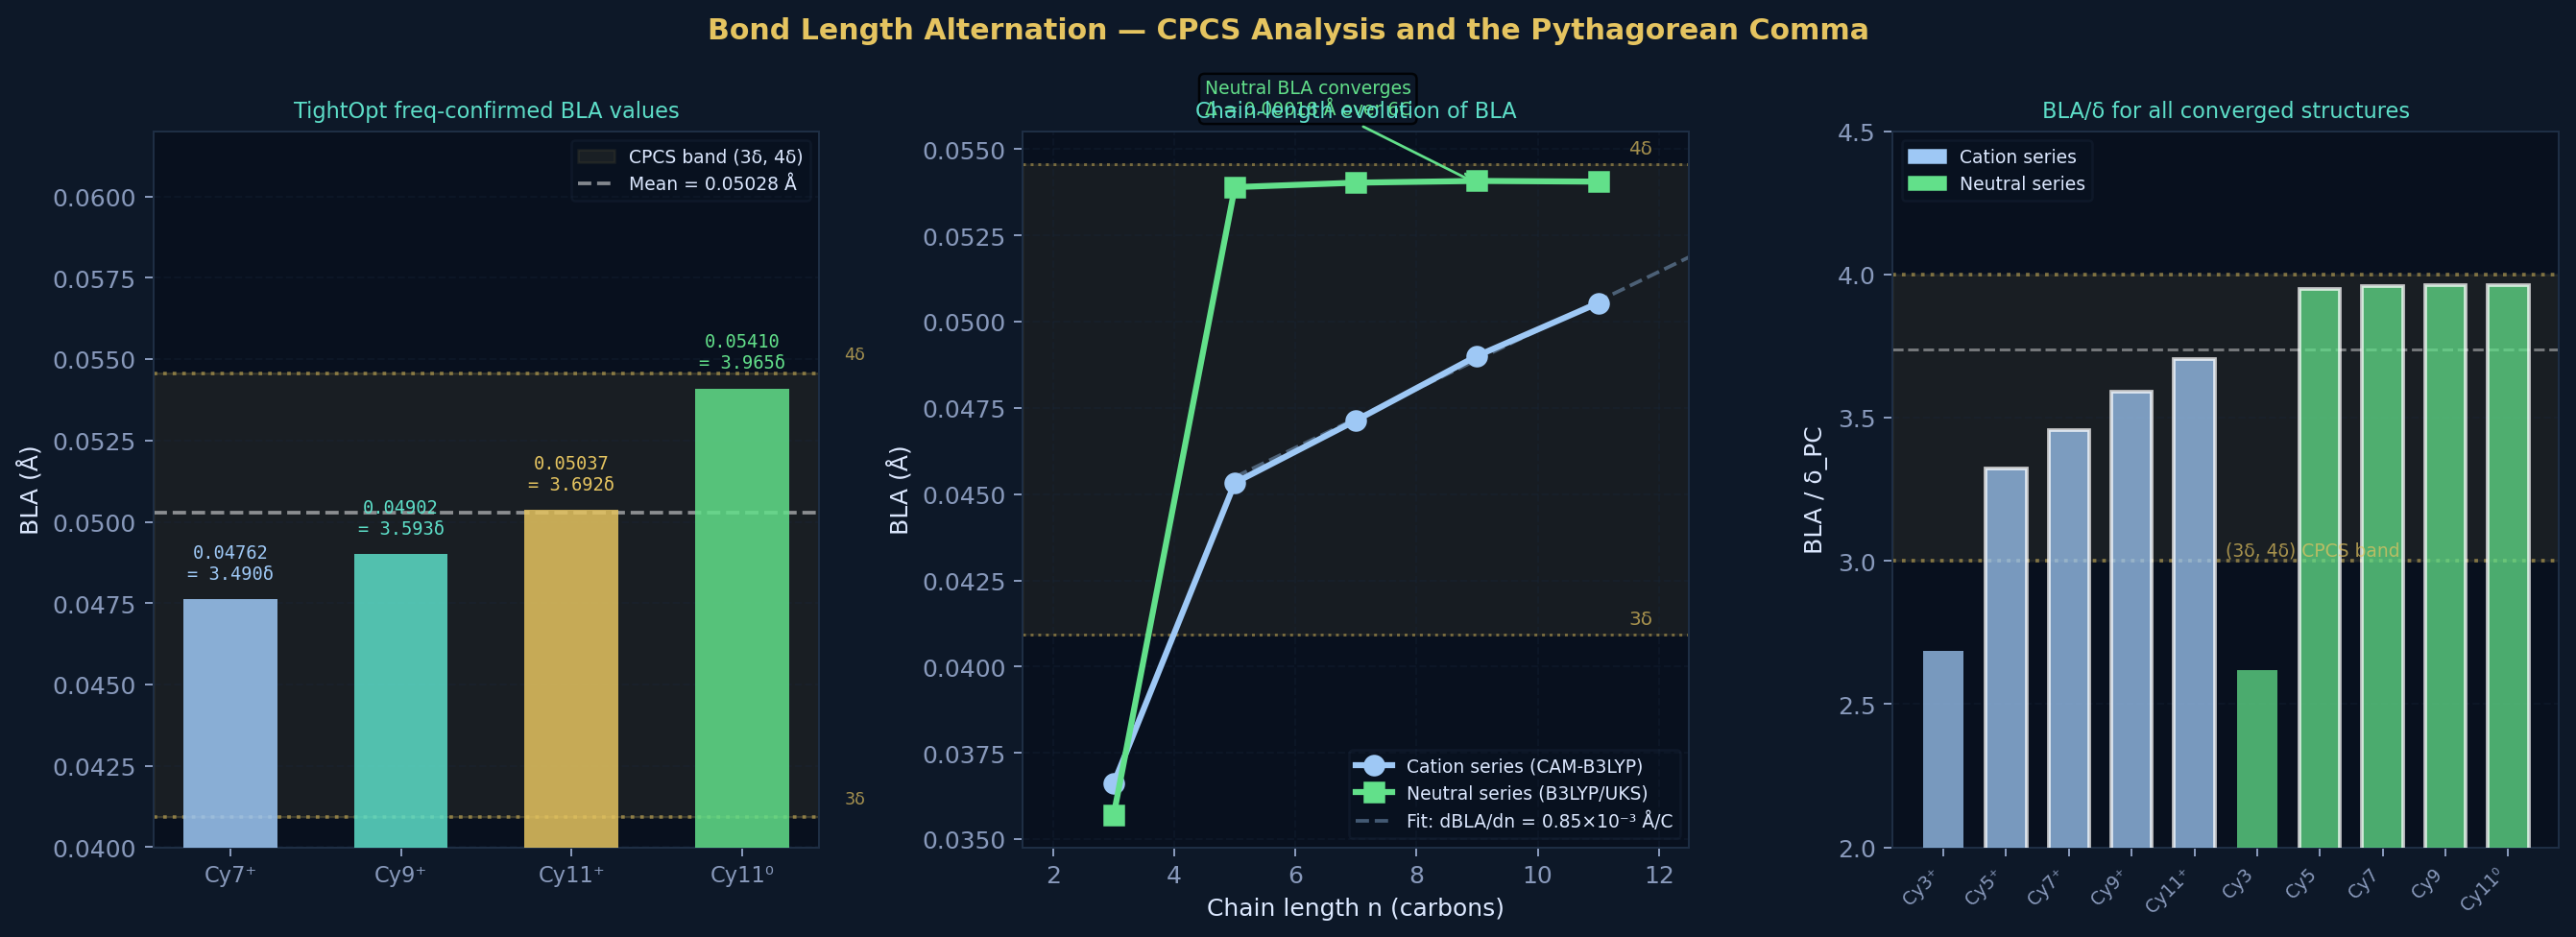 Bond Length Alternation — CPCS Analysis and the Pythagorean Comma
TightOpt freq-confirmed BLA values
BLA (Å)
0.0600
0.0575
0.0550
0.0525
0.0500
0.0475
0.0450
0.0425
0.0400
CPCS band (3δ, 4δ)
Mean = 0.05028 Å
0.04762
= 3.490δ
0.04902
= 3.593δ
0.05037
= 3.692δ
0.05410
= 3.965δ
4δ
3δ
Cy7⁺
Cy9⁺
Cy11⁺
Cy11⁰
Neutral BLA converges
Chain-length evolution of BLA
BLA (Å)
0.0550
0.0525
0.0500
0.0475
0.0450
0.0425
0.0400
0.0375
0.0350
4δ
3δ
Cation series (CAM-B3LYP)
Neutral series (B3LYP/UKS)
Fit: dBLA/dn = 0.85×10⁻³ Å/C
2
4
6
8
10
12
Chain length n (carbons)
BLA/δ for all converged structures
BLA / δ_PC
4.5
4.0
3.5
3.0
2.5
2.0
Cation series
Neutral series
(3δ, 4δ) CPCS band
Cy3⁺
Cy5⁺
Cy7⁺
Cy9⁺
Cy11⁺
Cy3
Cy5
Cy7
Cy9
Cy11⁰